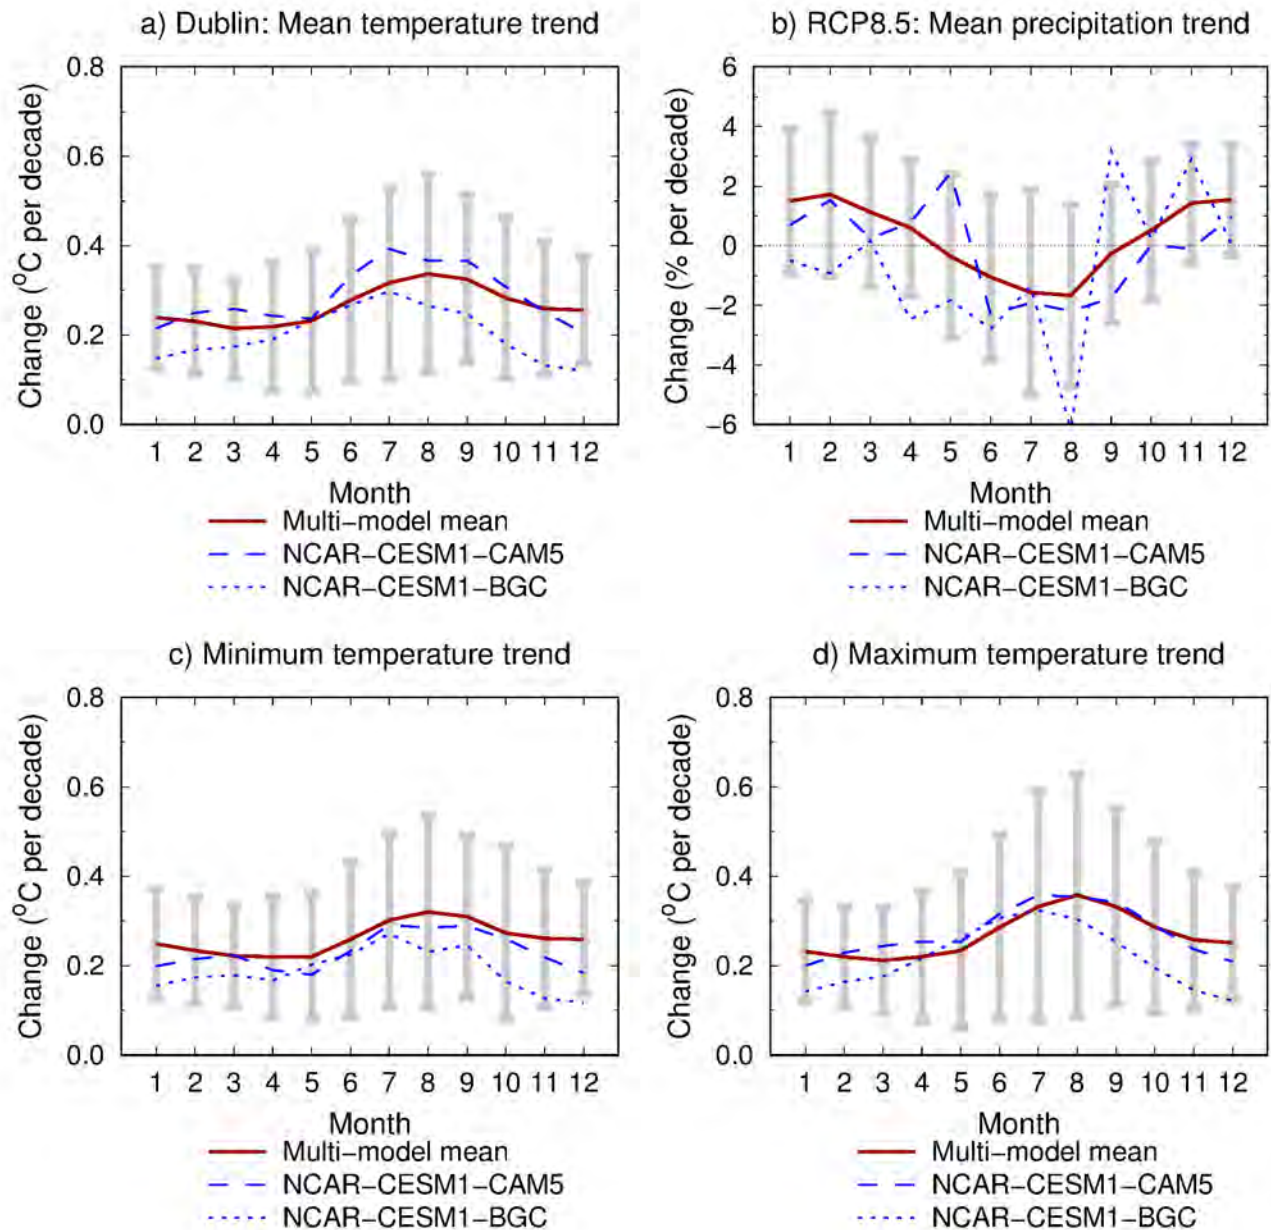 a) Dublin: Mean temperature trend
Change (°C per decade)
0.8
0.6
0.4
0.2
0.0
1 2 3 4 5 6 7 8 9 10 11 12
Month
Multi−model mean
NCAR−CESM1−CAM5
NCAR−CESM1−BGC
b) RCP8.5: Mean precipitation trend
Change (% per decade)
6
4
2
0
−2
−4
−6
1 2 3 4 5 6 7 8 9 10 11 12
Month
Multi−model mean
NCAR−CESM1−CAM5
NCAR−CESM1−BGC
c) Minimum temperature trend
Change (°C per decade)
0.8
0.6
0.4
0.2
0.0
1 2 3 4 5 6 7 8 9 10 11 12
Month
Multi−model mean
NCAR−CESM1−CAM5
NCAR−CESM1−BGC
d) Maximum temperature trend
Change (°C per decade)
0.8
0.6
0.4
0.2
0.0
1 2 3 4 5 6 7 8 9 10 11 12
Month
Multi−model mean
NCAR−CESM1−CAM5
NCAR−CESM1−BGC